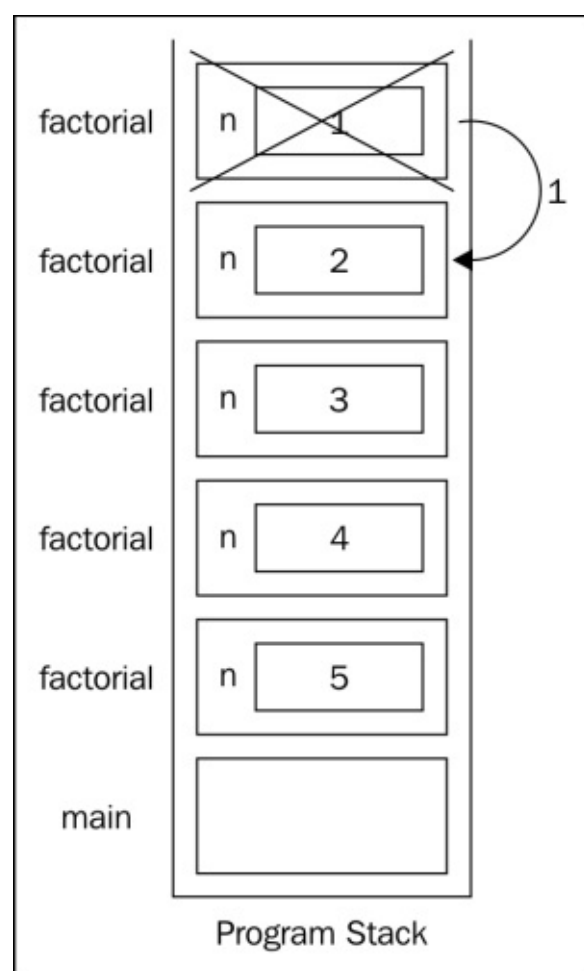 factorial n 1
1
factorial n 2
factorial n 3
factorial n 4
factorial n 5
main
Program Stack